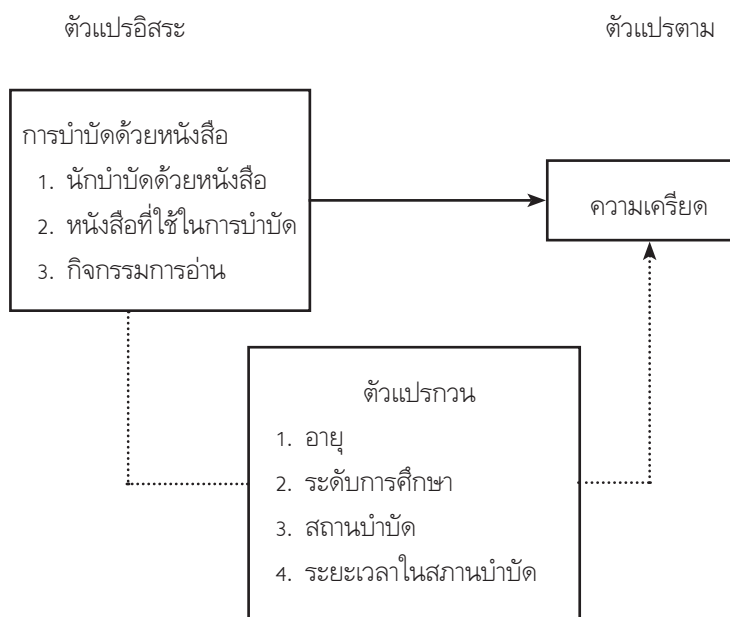 ตัวแปรอิสระ
ตัวแปรตาม
การบำบัดด้วยหนังสือ
1. นักบำบัดด้วยหนังสือ
2. หนังสือที่ใช้ในการบำบัด
3. กิจกรรมการอ่าน
ความเครียด
ตัวแปรกวน
1. อายุ
2. ระดับการศึกษา
3. สถานบำบัด
4. ระยะเวลาในสภานบำบัด